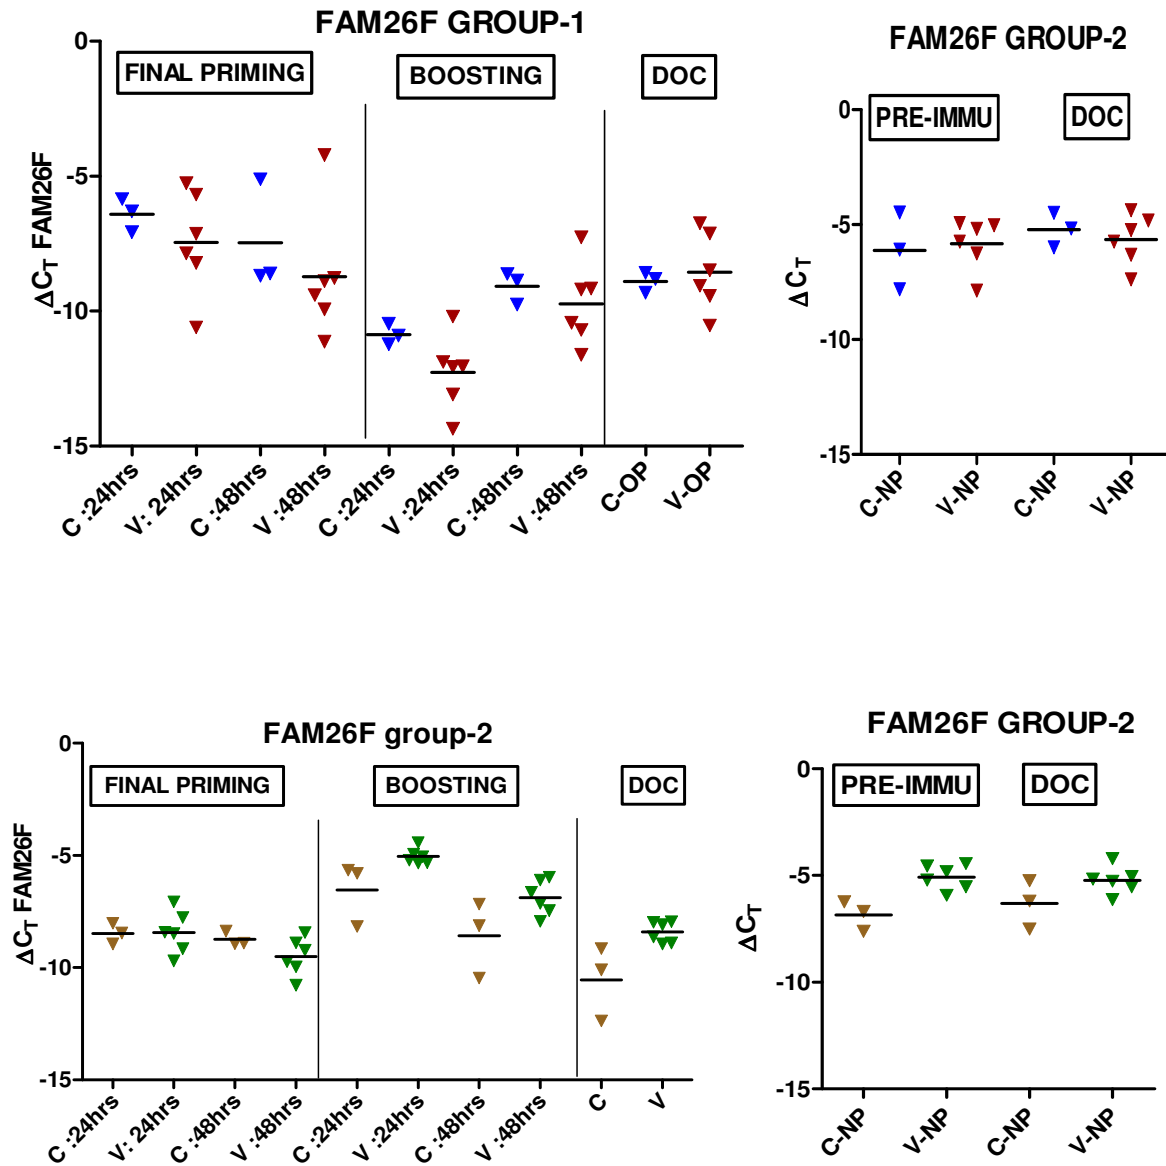 FAM26F GROUP-1
FINAL PRIMING
BOOSTING
DOC
ΔCT FAM26F
0
-5
-10
-15
C :24hrs
V: 24hrs
C :48hrs
V :48hrs
C :24hrs
V :24hrs
C :48hrs
V :48hrs
C-OP
V-OP
FAM26F GROUP-2
PRE-IMMU
DOC
ΔCT
0
-5
-10
-15
C-NP
V-NP
C-NP
V-NP
FAM26F group-2
FINAL PRIMING
BOOSTING
DOC
ΔCT FAM26F
0
-5
-10
-15
C :24hrs
V: 24hrs
C :48hrs
V :48hrs
C :24hrs
V :24hrs
C :48hrs
V :48hrs
C
V
FAM26F GROUP-2
PRE-IMMU
DOC
ΔCT
0
-5
-10
-15
C-NP
V-NP
C-NP
V-NP